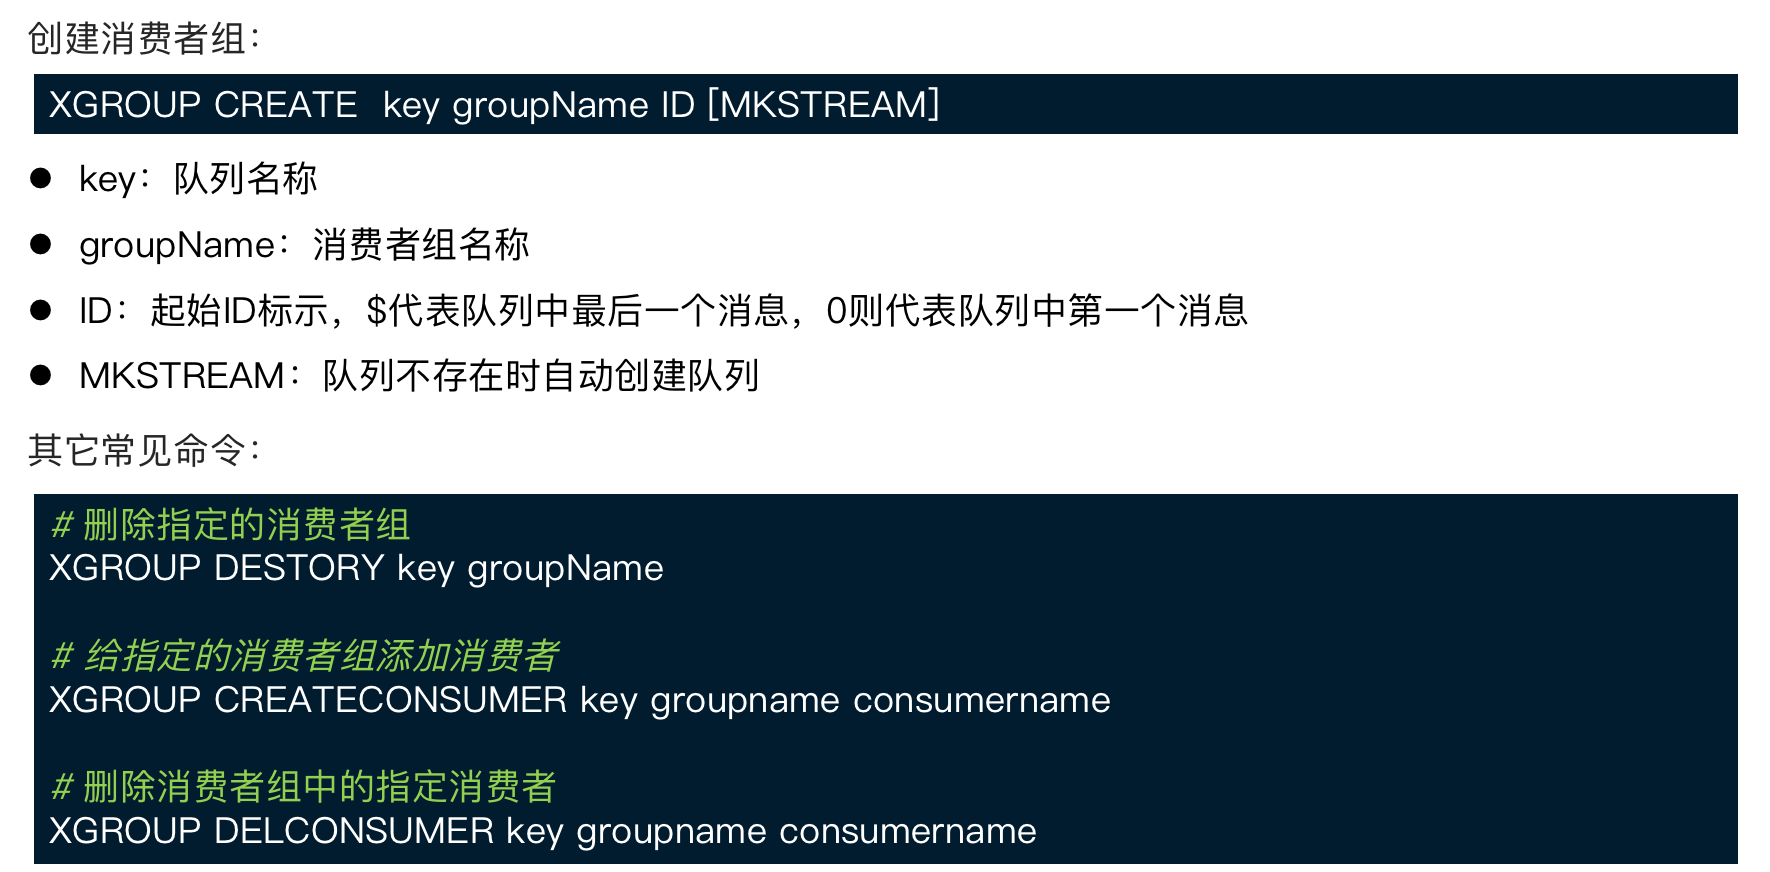 创建消费者组：
XGROUP CREATE  key groupName ID [MKSTREAM]
● key：队列名称
● groupName：消费者组名称
● ID：起始ID标示，$代表队列中最后一个消息，0则代表队列中第一个消息
● MKSTREAM：队列不存在时自动创建队列
其它常见命令：
# 删除指定的消费者组
XGROUP DESTORY key groupName
# 给指定的消费者组添加消费者
XGROUP CREATECONSUMER key groupname consumername
# 删除消费者组中的指定消费者
XGROUP DELCONSUMER key groupname consumername